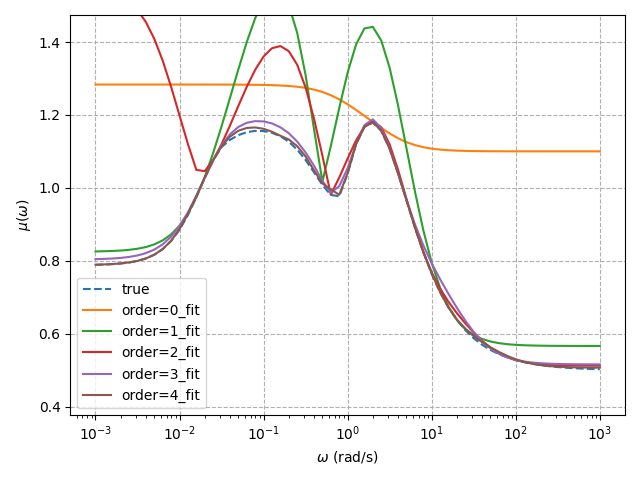 1.4
1.2
1.0
0.8
0.6
0.4
μ(ω)
true
order=0_fit
order=1_fit
order=2_fit
order=3_fit
order=4_fit
10⁻³ 10⁻² 10⁻¹ 10⁰ 10¹ 10² 10³
ω (rad/s)